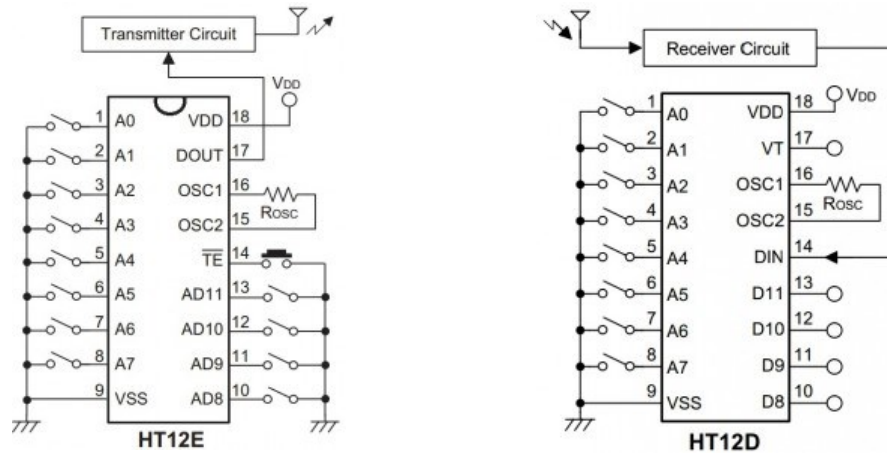 Transmitter Circuit
VDD
1 A0 VDD 18
2 A1 DOUT 17
3 A2 OSC1 16
ROSC
4 A3 OSC2 15
5 A4 TE 14
6 A5 AD11 13
7 A6 AD10 12
8 A7 AD9 11
9 VSS AD8 10
HT12E
Receiver Circuit
1 A0 VDD 18 VDD
2 A1 VT 17
3 A2 OSC1 16
ROSC
4 A3 OSC2 15
5 A4 DIN 14
6 A5 D11 13
7 A6 D10 12
8 A7 D9 11
9 VSS D8 10
HT12D